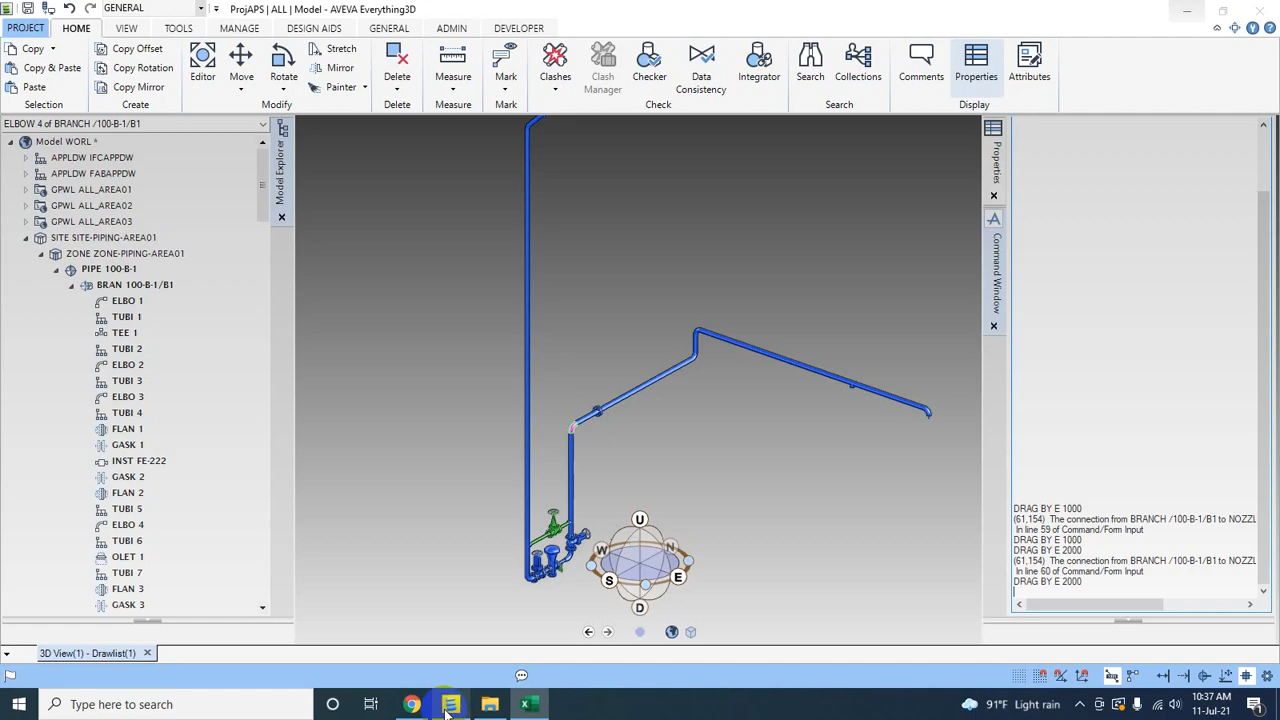 GENERAL
ProjAPS | ALL | Model - AVEVA Everything3D
PROJECT HOME VIEW TOOLS MANAGE DESIGN AIDS GENERAL ADMIN DEVELOPER
Copy
Copy & Paste
Paste
Selection
Copy Offset
Copy Rotation
Copy Mirror
Create
Editor
Move
Rotate
Stretch
Mirror
Painter
Modify
Delete
Delete
Measure
Measure
Mark
Mark
Clashes
Clash Manager
Checker
Data Consistency
Integrator
Check
Search
Collections
Search
Comments
Properties
Attributes
Display
ELBOW 4 of BRANCH /100-B-1/B1
Model WORL *
APPLDW IFCAPPDW
APPLDW FABAPPDW
GPWL ALL_AREA01
GPWL ALL_AREA02
GPWL ALL_AREA03
SITE SITE-PIPING-AREA01
ZONE ZONE-PIPING-AREA01
PIPE 100-B-1
BRAN 100-B-1/B1
ELBO 1
TUBI 1
TEE 1
TUBI 2
ELBO 2
TUBI 3
ELBO 3
TUBI 4
FLAN 1
GASK 1
INST FE-222
GASK 2
FLAN 2
TUBI 5
ELBO 4
TUBI 6
OLET 1
TUBI 7
FLAN 3
GASK 3
Model Explorer
U
W
N
S
E
D
Properties
Command Window
DRAG BY E 1000
(61,154) The connection from BRANCH /100-B-1/B1 to NOZZL
In line 59 of Command/Form Input
DRAG BY E 1000
DRAG BY E 2000
(61,154) The connection from BRANCH /100-B-1/B1 to NOZZL
In line 60 of Command/Form Input
DRAG BY E 2000
3D View(1) - Drawlist(1)
Type here to search
91°F Light rain
10:37 AM
11-Jul-21